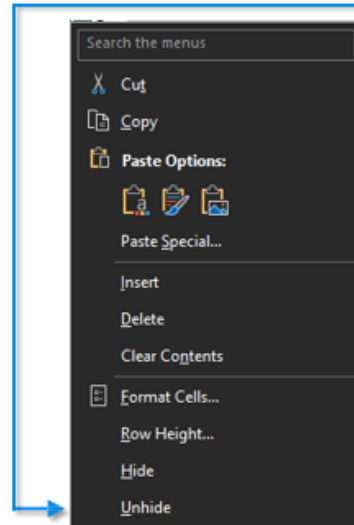 Search the menus
Cut
Copy
Paste Options:
Paste Special...
Insert
Delete
Clear Contents
Format Cells...
Row Height...
Hide
Unhide